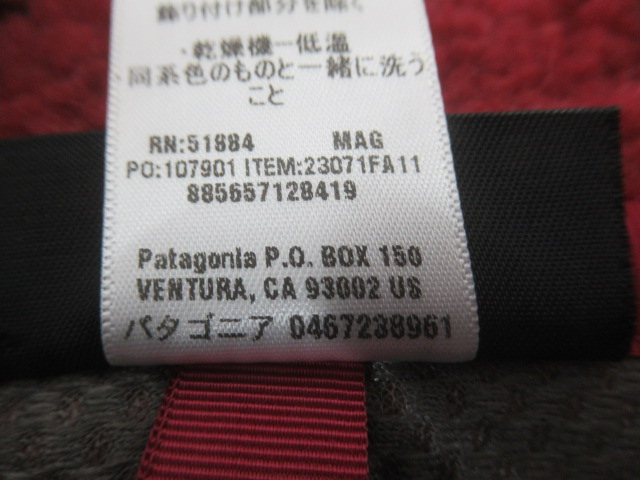 飾り付け部分を除く
・乾燥機ー低温
同系色のものと一緒に洗う
こと
RN:51884 MAG
PO:107901 ITEM:23071FA11
885657128419
Patagonia P.O. BOX 150
VENTURA, CA 93002 US
パタゴニア 0467238961